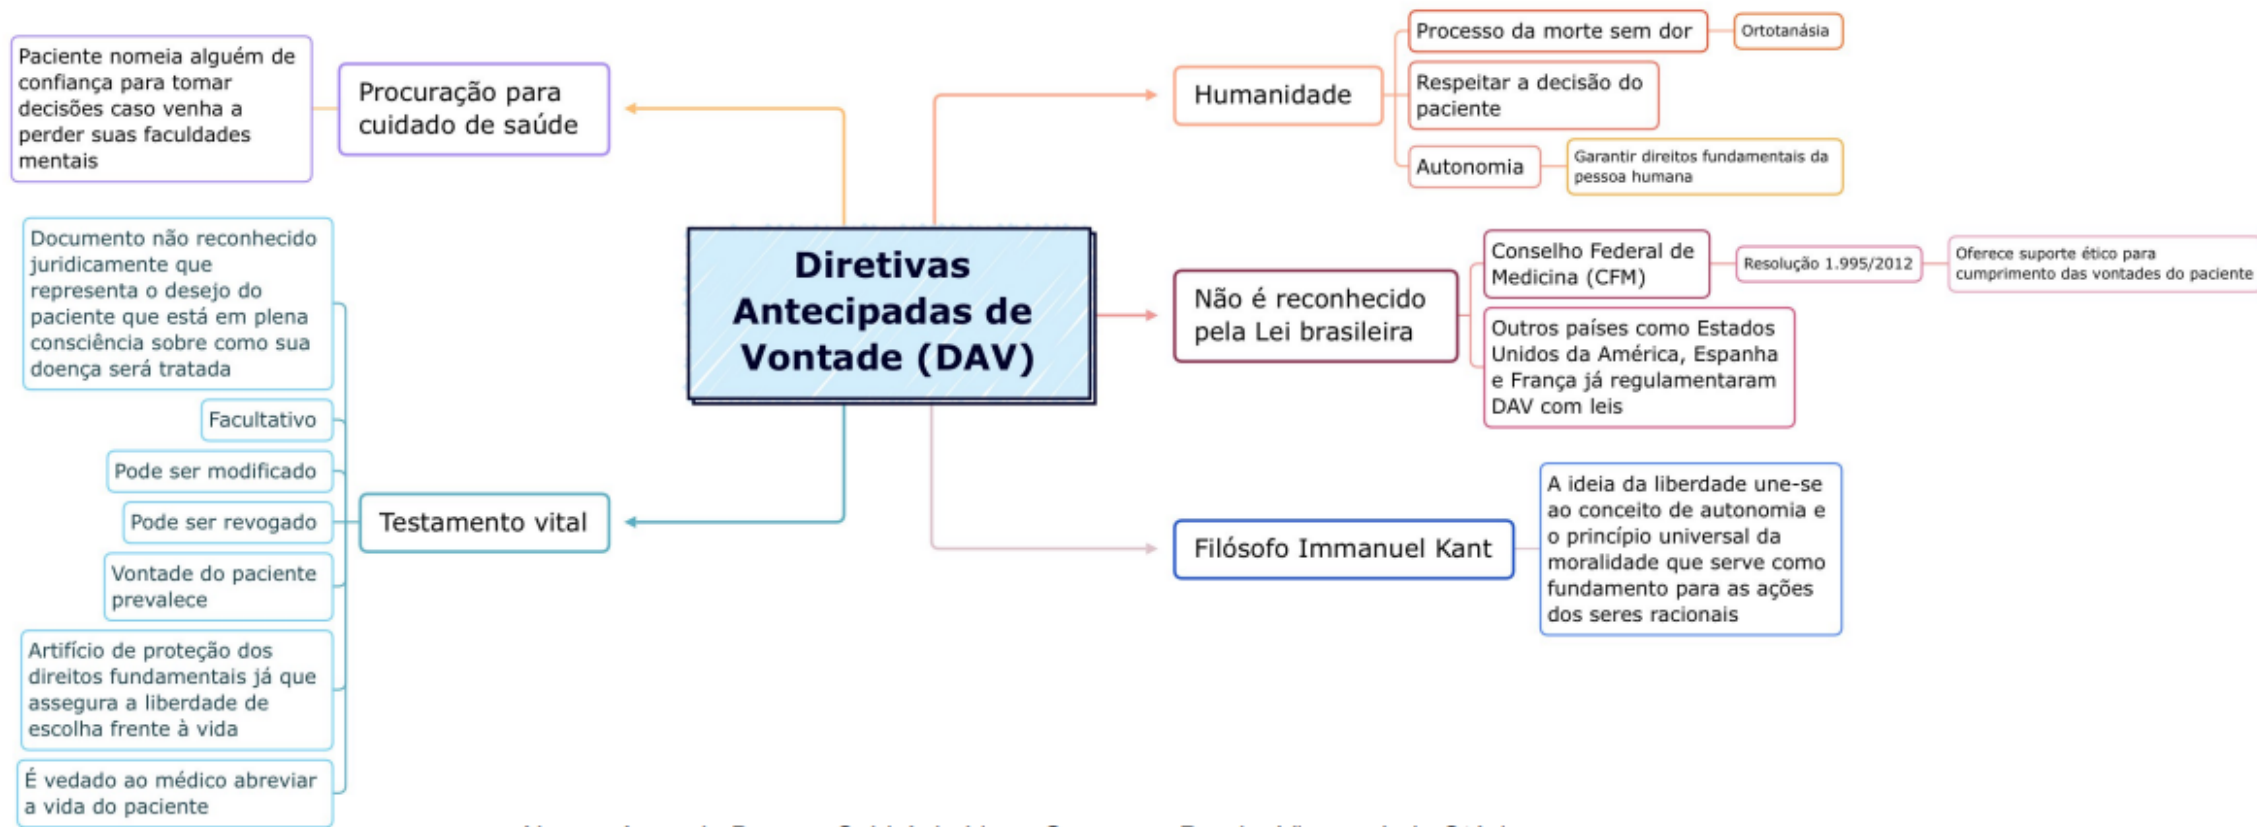 Diretivas
Antecipadas de
Vontade (DAV)
Procuração para
cuidado de saúde
Paciente nomeia alguém de
confiança para tomar
decisões caso venha a
perder suas faculdades
mentais
Testamento vital
Documento não reconhecido
juridicamente que
representa o desejo do
paciente que está em plena
consciência sobre como sua
doença será tratada
Facultativo
Pode ser modificado
Pode ser revogado
Vontade do paciente
prevalece
Artifício de proteção dos
direitos fundamentais já que
assegura a liberdade de
escolha frente à vida
É vedado ao médico abreviar
a vida do paciente
Humanidade
Processo da morte sem dor
Ortotanásia
Respeitar a decisão do
paciente
Autonomia
Garantir direitos fundamentais da
pessoa humana
Não é reconhecido
pela Lei brasileira
Conselho Federal de
Medicina (CFM)
Resolução 1.995/2012
Oferece suporte ético para
cumprimento das vontades do paciente
Outros países como Estados
Unidos da América, Espanha
e França já regulamentaram
DAV com leis
Filósofo Immanuel Kant
A ideia da liberdade une-se
ao conceito de autonomia e
o princípio universal da
moralidade que serve como
fundamento para as ações
dos seres racionais